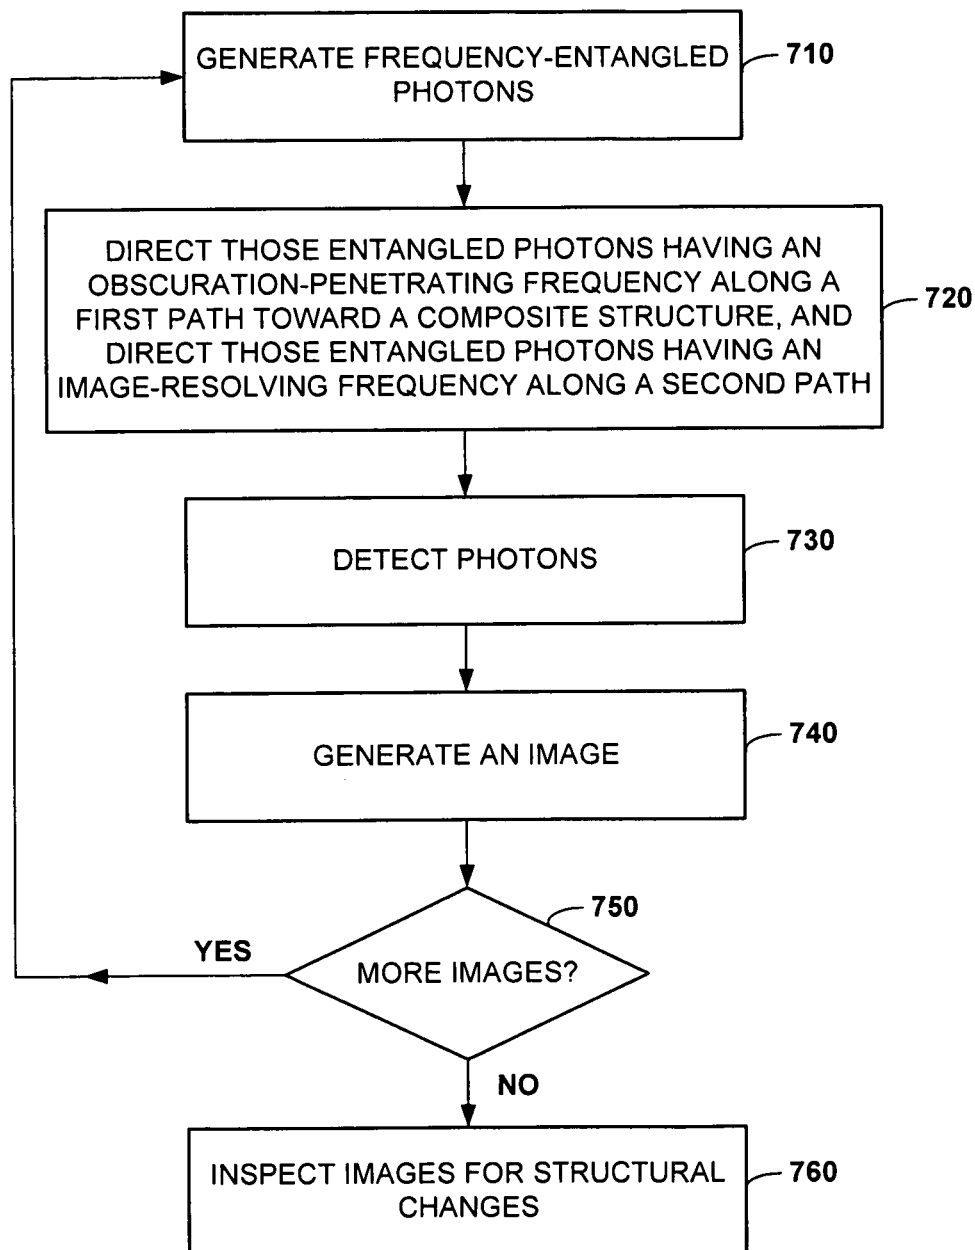 GENERATE FREQUENCY-ENTANGLED
PHOTONS
710
DIRECT THOSE ENTANGLED PHOTONS HAVING AN
OBSCURATION-PENETRATING FREQUENCY ALONG A
FIRST PATH TOWARD A COMPOSITE STRUCTURE, AND
DIRECT THOSE ENTANGLED PHOTONS HAVING AN
IMAGE-RESOLVING FREQUENCY ALONG A SECOND PATH
720
DETECT PHOTONS
730
GENERATE AN IMAGE
740
750
YES
MORE IMAGES?
NO
INSPECT IMAGES FOR STRUCTURAL
CHANGES
760